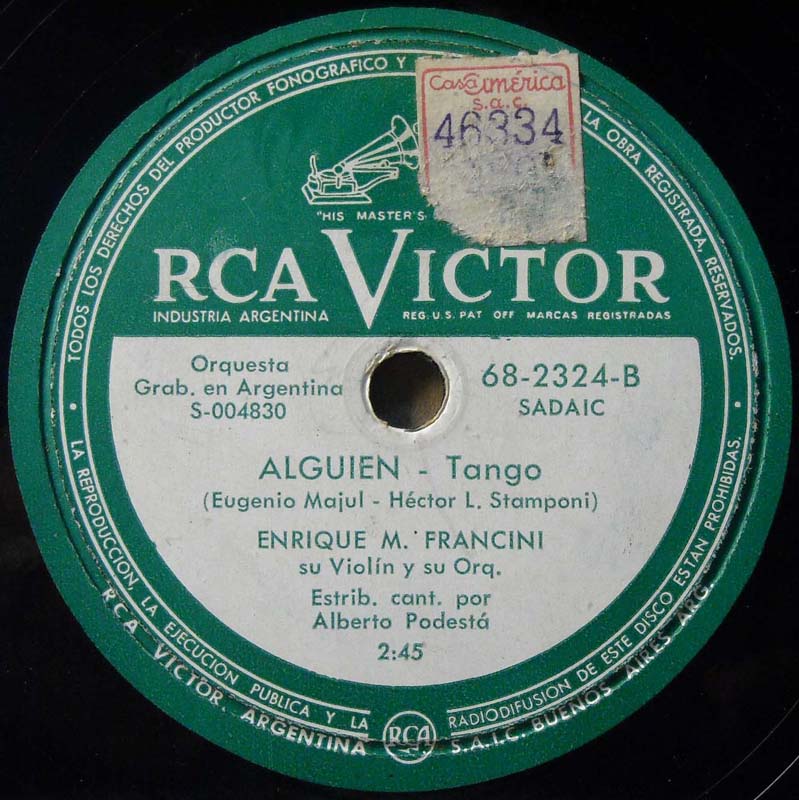 TODOS LOS DERECHOS DEL PRODUCTOR FONOGRAFICO Y
LA OBRA REGISTRADA, RESERVADOS.
CasaAmérica
s.a.c.
46334
"HIS MASTER'S
RCA VICTOR
INDUSTRIA ARGENTINA
REG. U.S. PAT OFF MARCAS REGISTRADAS
Orquesta
Grab. en Argentina
S-004830
68-2324-B
SADAIC
ALGUIEN - Tango
(Eugenio Majul - Héctor L. Stamponi)
ENRIQUE M. FRANCINI
su Violín y su Orq.
Estrib. cant. por
Alberto Podestá
2:45
• LA REPRODUCCION, LA EJECUCION PUBLICA Y LA
RADIODIFUSION DE ESTE DISCO ESTAN PROHIBIDAS. •
RCA VICTOR ARGENTINA
RCA
S.A.I.C. BUENOS AIRES ARG.